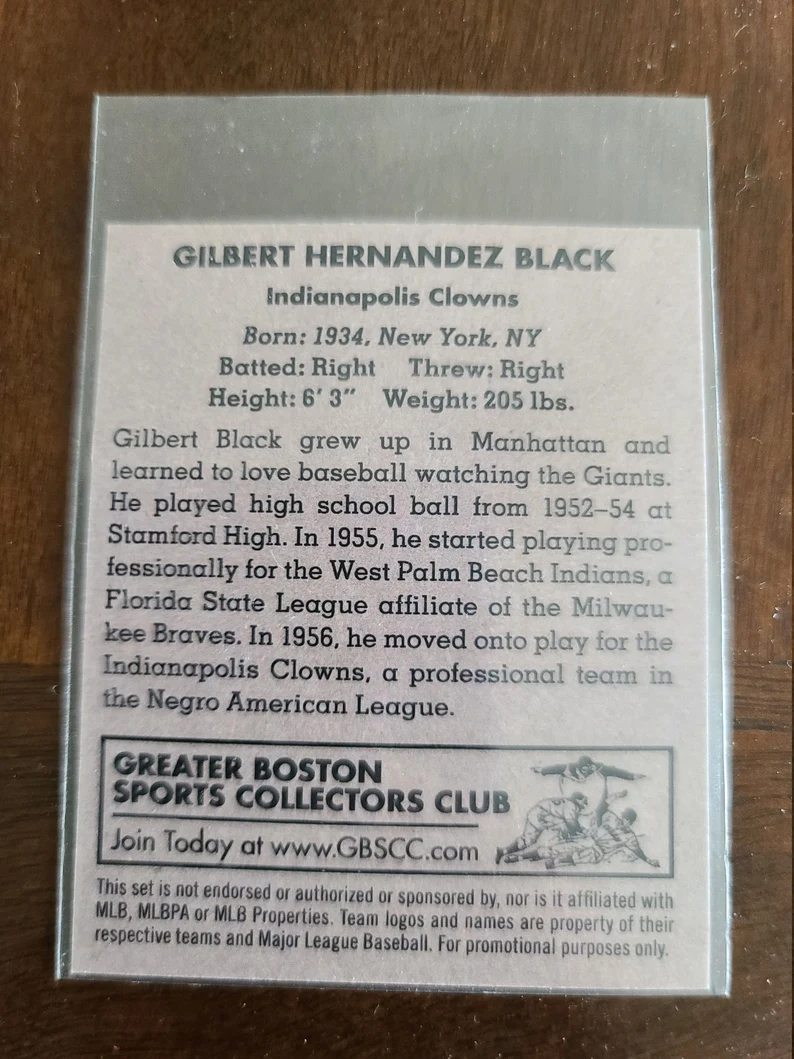 GILBERT HERNANDEZ BLACK
Indianapolis Clowns
Born: 1934, New York, NY
Batted: Right Threw: Right
Height: 6' 3" Weight: 205 lbs.
Gilbert Black grew up in Manhattan and
learned to love baseball watching the Giants.
He played high school ball from 1952–54 at
Stamford High. In 1955, he started playing pro-
fessionally for the West Palm Beach Indians, a
Florida State League affiliate of the Milwau-
kee Braves. In 1956, he moved onto play for the
Indianapolis Clowns, a professional team in
the Negro American League.
GREATER BOSTON
SPORTS COLLECTORS CLUB
Join Today at www.GBSCC.com
This set is not endorsed or authorized or sponsored by, nor is it affiliated with
MLB, MLBPA or MLB Properties. Team logos and names are property of their
respective teams and Major League Baseball. For promotional purposes only.